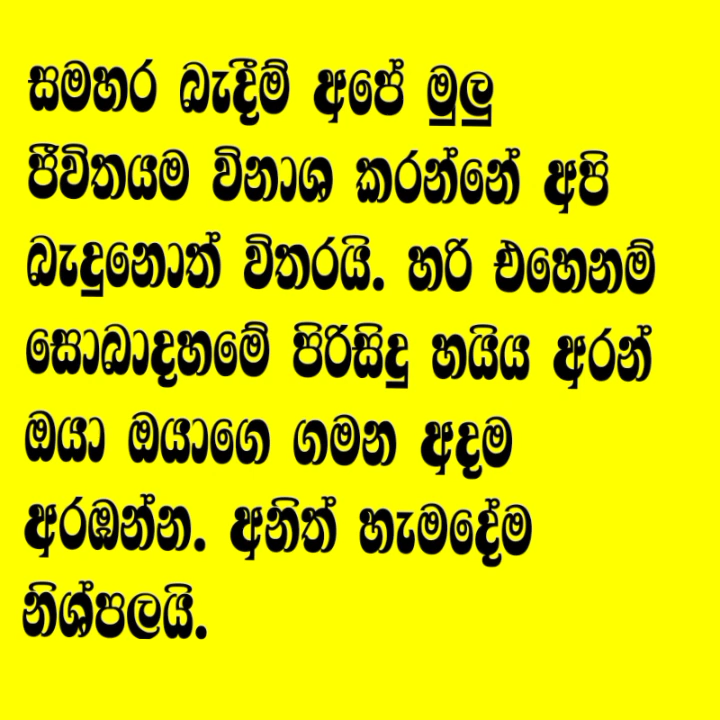 සමහර බැදීම් අපේ මුලු
ජීවිතයම විනාශ කරන්නේ අපි
බැදුනොත් විතරයි. හරි එහෙනම්
සොබාදහමේ පිරිසිදු හයිය අරන්
ඔයා ඔයාගෙ ගමන අදම
අරඹන්න. අනිත් හැමදේම
නිශ්පලයි.